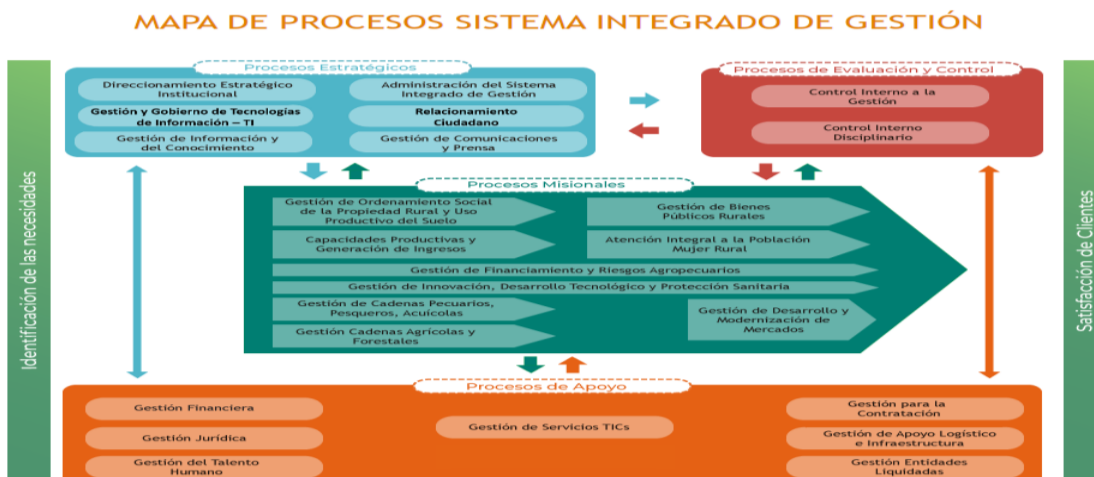 MAPA DE PROCESOS SISTEMA INTEGRADO DE GESTIÓN
Identificación de las necesidades
Procesos Estratégicos
Direccionamiento Estratégico
Institucional
Administración del Sistema
Integrado de Gestión
Gestión y Gobierno de Tecnologías
de Información – TI
Relacionamiento
Ciudadano
Gestión de Información y
del Conocimiento
Gestión de Comunicaciones
y Prensa
Procesos de Evaluación y Control
Control Interno a la
Gestión
Control Interno
Disciplinario
Procesos Misionales
Gestión de Ordenamiento Social
de la Propiedad Rural y Uso
Productivo del Suelo
Gestión de Bienes
Públicos Rurales
Capacidades Productivas y
Generación de Ingresos
Atención Integral a la Población
Mujer Rural
Gestión de Financiamiento y Riesgos Agropecuarios
Gestión de Innovación, Desarrollo Tecnológico y Protección Sanitaria
Gestión de Cadenas Pecuarios,
Pesqueros, Acuícolas
Gestión Cadenas Agrícolas y
Forestales
Gestión de Desarrollo y
Modernización de
Mercados
Procesos de Apoyo
Gestión Financiera
Gestión Jurídica
Gestión del Talento
Humano
Gestión de Servicios TICs
Gestión para la
Contratación
Gestión de Apoyo Logístico
e Infraestructura
Gestión Entidades
Liquidadas
Satisfacción de Clientes